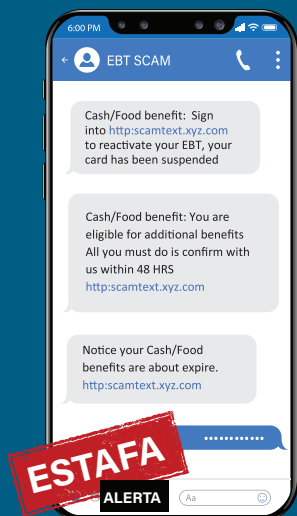 6:00 PM
EBT SCAM
Cash/Food benefit: Sign
into http:scamtext.xyz.com
to reactivate your EBT, your
card has been suspended
Cash/Food benefit: You are
eligible for additional benefits
All you must do is confirm with
us within 48 HRS
http:scamtext.xyz.com
Notice your Cash/Food
benefits are about expire.
http:scamtext.xyz.com
ESTAFA
ALERTA
Aa